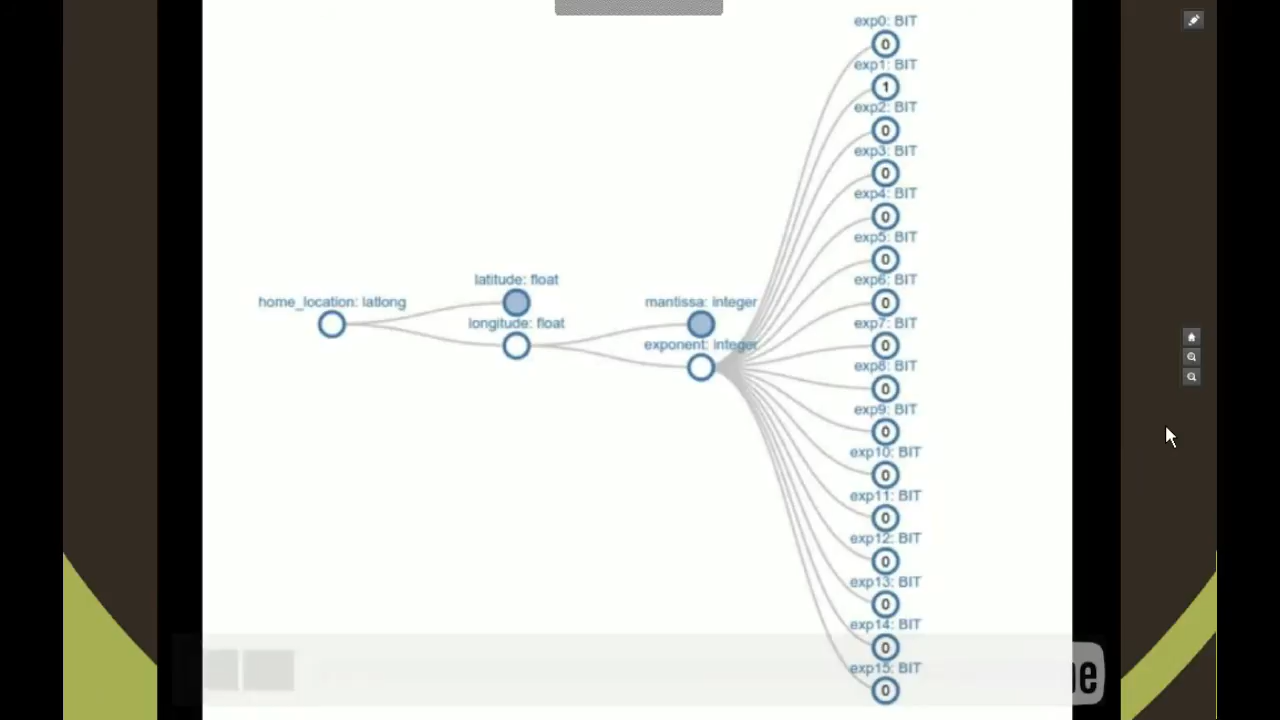 exp0: BIT
0
exp1: BIT
1
exp2: BIT
0
exp3: BIT
0
exp4: BIT
0
exp5: BIT
0
exp6: BIT
0
exp7: BIT
0
exp8: BIT
0
exp9: BIT
0
exp10: BIT
0
exp11: BIT
0
exp12: BIT
0
exp13: BIT
0
exp14: BIT
0
exp15: BIT
0
latitude: float
home_location: latlong
longitude: float
mantissa: integer
exponent: integer